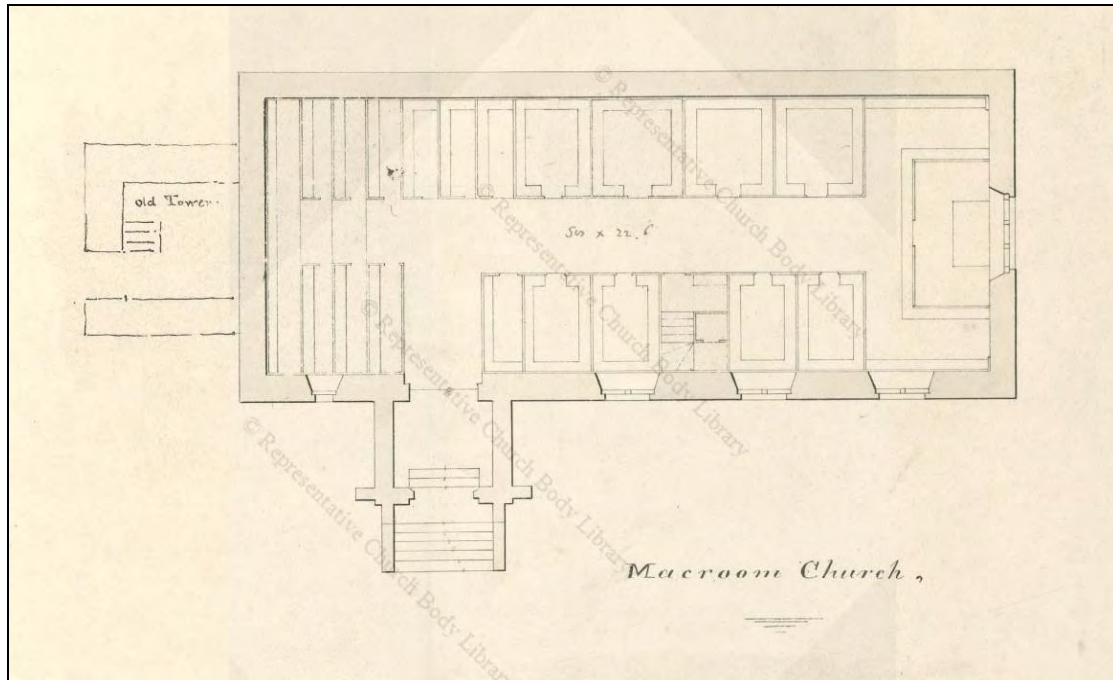 old Tower.
x 22.6
Macroom Church,
© Representative Church Body Library
© Representative Church Body Library
© Representative Church Body Library
© Representative Church Body Library